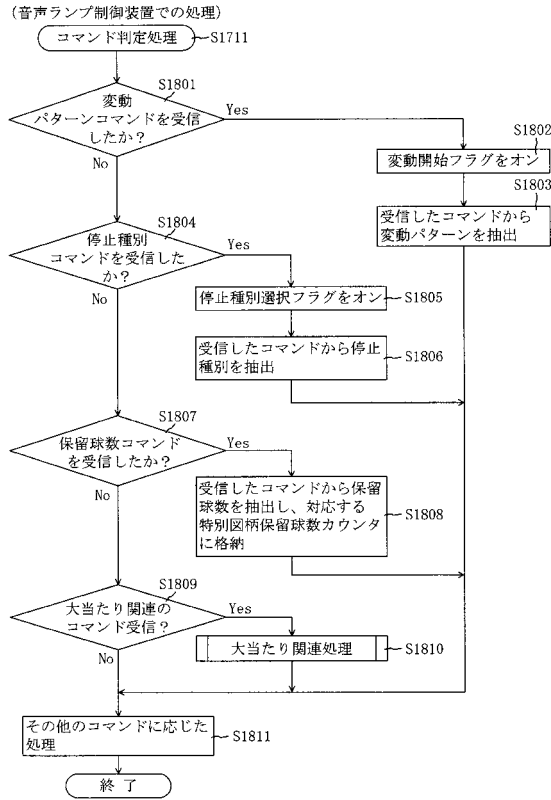 (音声ランプ制御装置での処理)
コマンド判定処理
S1711
S1801
変動
パターンコマンドを受信
したか?
Yes
No
S1802
変動開始フラグをオン
S1803
受信したコマンドから
変動パターンを抽出
S1804
停止種別
コマンドを受信した
か?
Yes
No
停止種別選択フラグをオン
S1805
受信したコマンドから停止
種別を抽出
S1806
S1807
保留球数コマンド
を受信したか?
Yes
No
受信したコマンドから保留
球数を抽出し、対応する
特別図柄保留球数カウンタ
に格納
S1808
S1809
大当たり関連の
コマンド受信?
Yes
No
大当たり関連処理
S1810
その他のコマンドに応じた
処理
S1811
終了